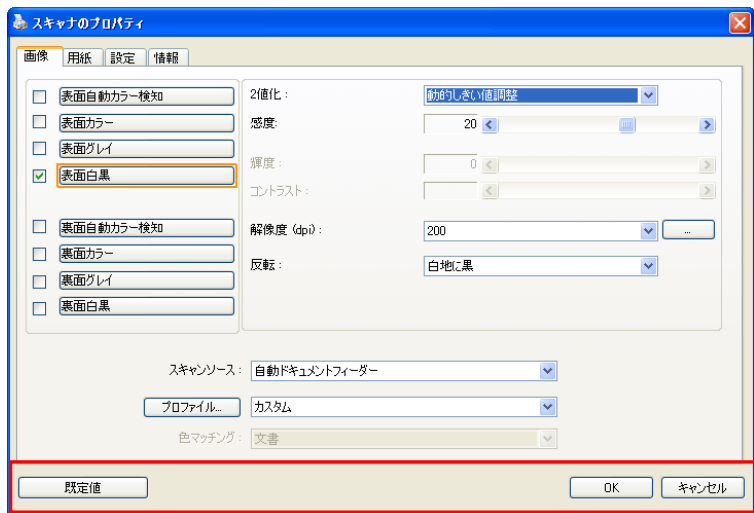 スキャナのプロパティ
画像 用紙 設定 情報
表面自動カラー検知
表面カラー
表面グレイ
表面白黒
裏面自動カラー検知
裏面カラー
裏面グレイ
裏面白黒
2値化: 動的しきい値調整
感度: 20
輝度: 0
コントラスト:
解像度 (dpi): 200 ...
反転: 白地に黒
スキャンソース: 自動ドキュメントフィーダー
プロファイル... カスタム
色マッチング: 文書
既定値 OK キャンセル